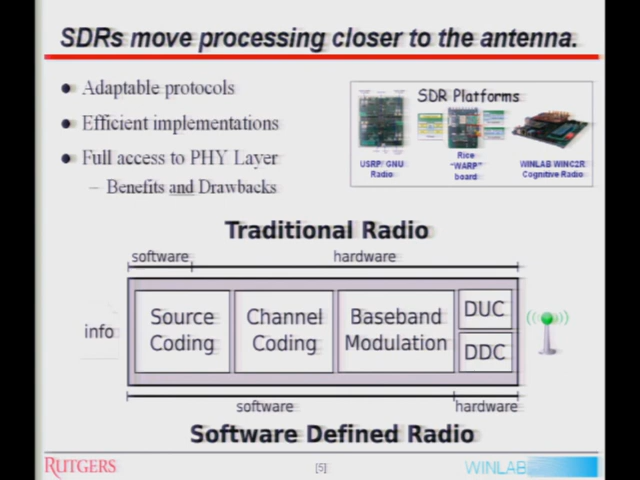 SDRs move processing closer to the antenna.
• Adaptable protocols
• Efficient implementations
• Full access to PHY Layer
– Benefits and Drawbacks
SDR Platforms
USRP/ GNU
Radio
Rice
"WARP"
board
WINLAB WINC2R
Cognitive Radio
Traditional Radio
software
hardware
info
Source
Coding
Channel
Coding
Baseband
Modulation
DUC
DDC
software
hardware
Software Defined Radio
RUTGERS
[5]
WINLAB